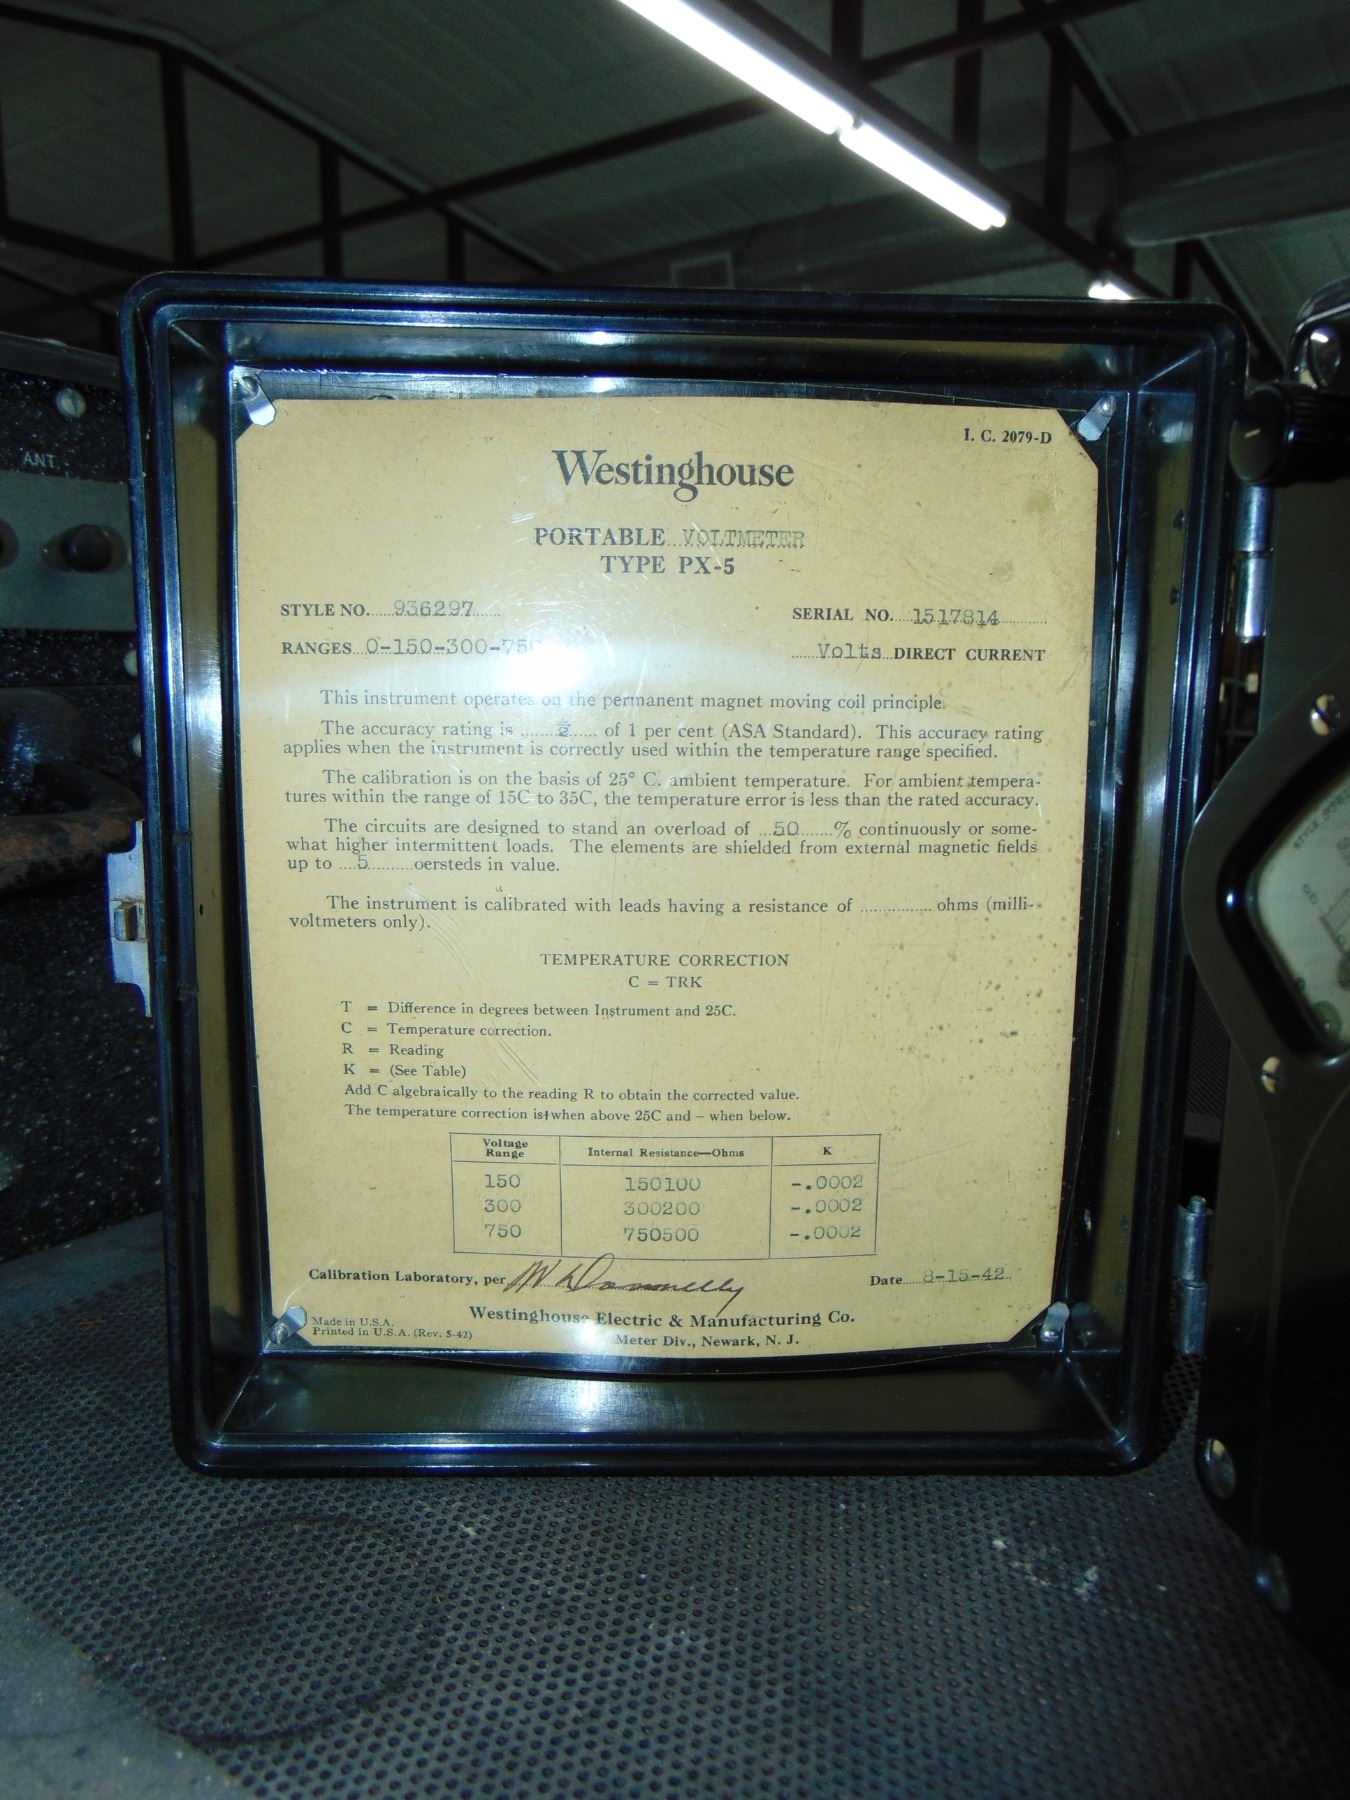 I. C. 2079-D
Westinghouse
PORTABLE VOLTMETER
TYPE PX-5
STYLE NO. 936297
SERIAL NO. 1517814
RANGES 0-150-300-750
Volts DIRECT CURRENT
This instrument operates on the permanent magnet moving coil principle.
The accuracy rating is ½ of 1 per cent (ASA Standard). This accuracy rating
applies when the instrument is correctly used within the temperature range specified.
The calibration is on the basis of 25° C. ambient temperature. For ambient tempera-
tures within the range of 15C to 35C, the temperature error is less than the rated accuracy.
The circuits are designed to stand an overload of 50 % continuously or some-
what higher intermittent loads. The elements are shielded from external magnetic fields
up to 5 oersteds in value.
The instrument is calibrated with leads having a resistance of ................ ohms (milli-
voltmeters only).
TEMPERATURE CORRECTION
C = TRK
T = Difference in degrees between Instrument and 25C.
C = Temperature correction.
R = Reading
K = (See Table)
Add C algebraically to the reading R to obtain the corrected value.
The temperature correction is + when above 25C and – when below.
Voltage Range Internal Resistance—Ohms K
150 150100 -.0002
300 300200 -.0002
750 750500 -.0002
Calibration Laboratory, per Donnelly
Date 8-15-42
Westinghouse Electric & Manufacturing Co.
Made in U.S.A.
Printed in U.S.A. (Rev. 5-42)
Meter Div., Newark, N. J.
ANT.